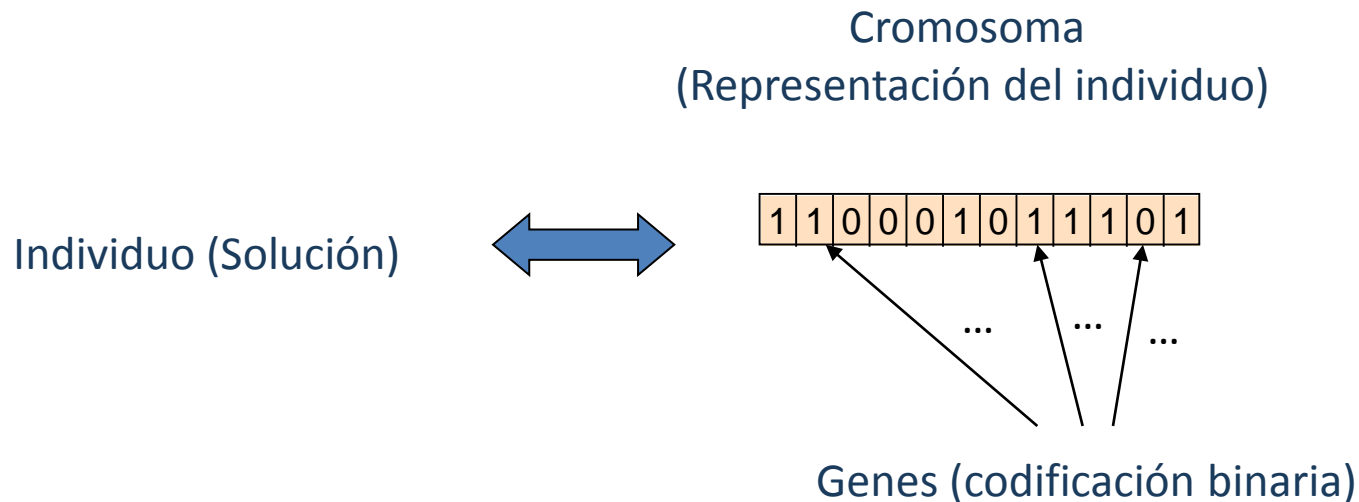 Cromosoma
(Representación del individuo)
1 1 0 0 0 1 0 1 1 1 0 1
Individuo (Solución)
... ... ...
Genes (codificación binaria)